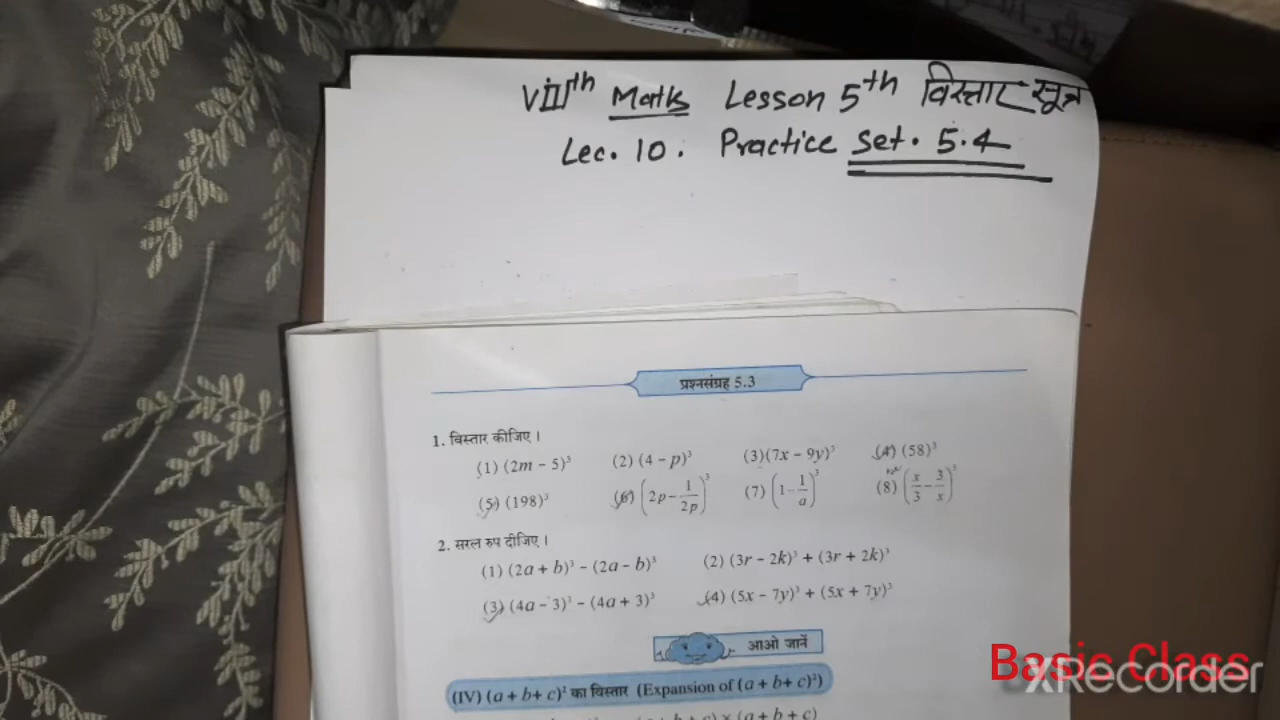 VIIIth Maths Lesson 5th विस्तार सूत्र
Lec. 10. Practice Set. 5.4
प्रश्नसंग्रह 5.3
1. विस्तार कीजिए ।
(1) (2m − 5)³ (2) (4 − p)³ (3) (7x − 9y)³ (4) (58)³
(5) (198)³ (6) (2p − 1/2p)³ (7) (1 − 1/a)³ (8) (x/3 − 3/x)³
2. सरल रुप दीजिए ।
(1) (2a + b)³ − (2a − b)³ (2) (3r − 2k)³ + (3r + 2k)³
(3) (4a − 3)³ − (4a + 3)³ (4) (5x − 7y)³ + (5x + 7y)³
आओ जानें
(IV) (a + b + c)² का विस्तार (Expansion of (a + b + c)²)
+ c) × (a + b + c)
Basic Class
XRecorder